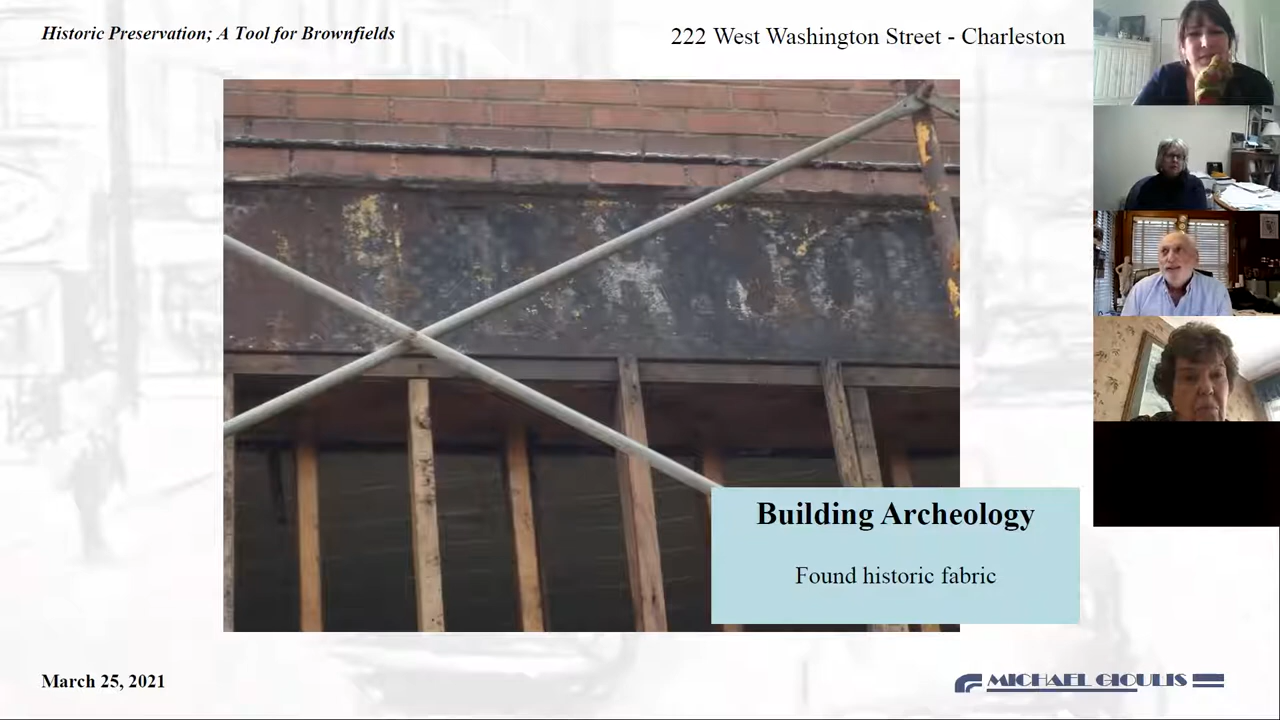 Historic Preservation; A Tool for Brownfields
222 West Washington Street - Charleston
Building Archeology
Found historic fabric
March 25, 2021
MICHAEL GIOULIS